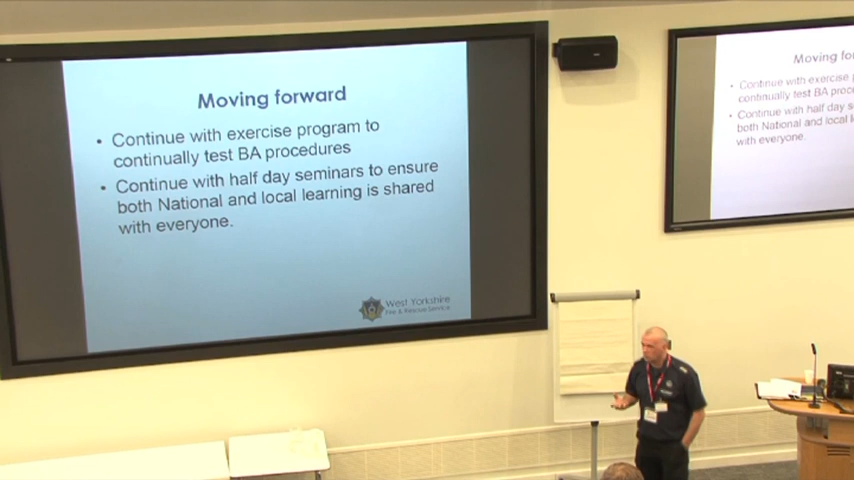 Moving forward
• Continue with exercise program to
continually test BA procedures
• Continue with half day seminars to ensure
both National and local learning is shared
with everyone.
West Yorkshire
Fire & Rescue Service
Moving fo
• Continue with exercise
continually test BA proce
• Continue with half day s
both National and local
with everyone.